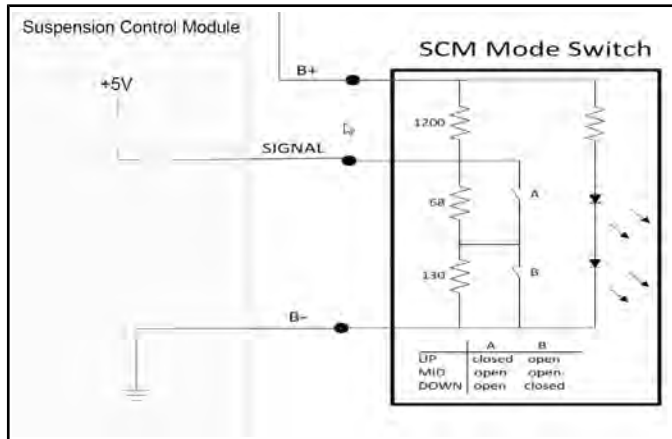 Suspension Control Module
SCM Mode Switch
B+
+5V
1200
SIGNAL
A
68
B
130
B-
A B
UP closed open
MID open open
DOWN open closed